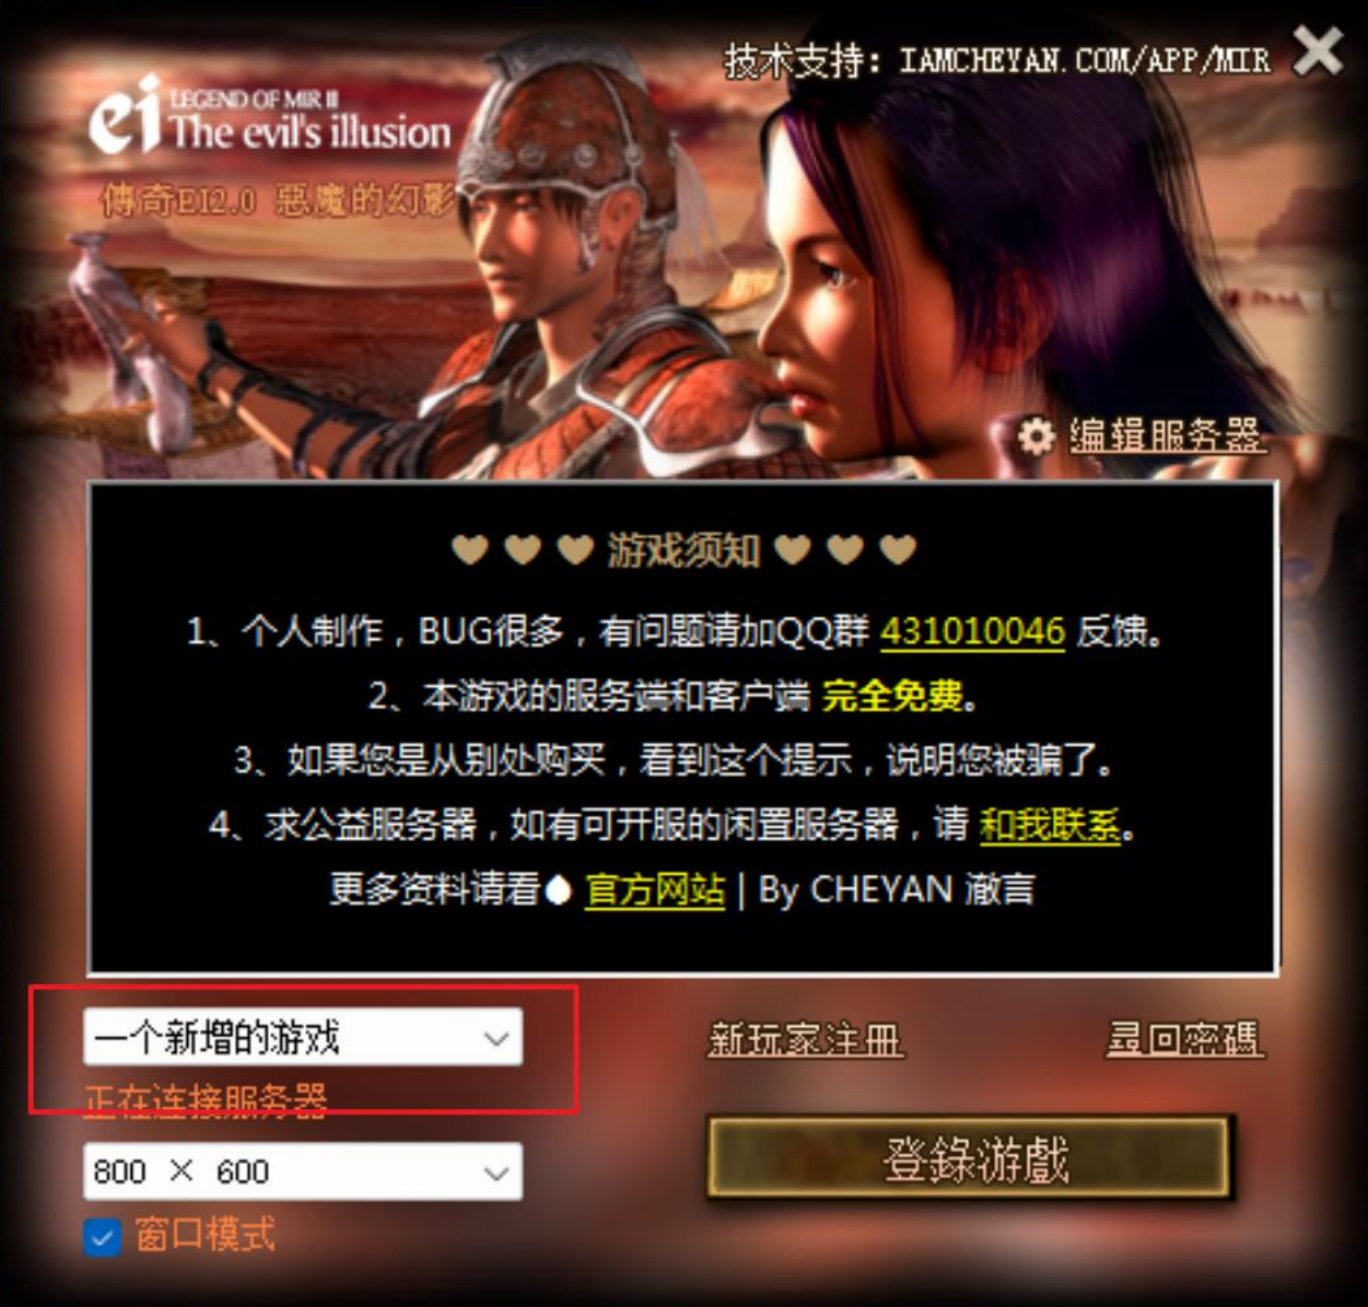 技术支持：IAMCHEYAN.COM/APP/MIR
ei LEGEND OF MIR II
The evil's illusion
傳奇EI2.0 惡魔的幻影
编辑服务器
游戏须知
1、个人制作，BUG很多，有问题请加QQ群 431010046 反馈。
2、本游戏的服务端和客户端 完全免费。
3、如果您是从别处购买，看到这个提示，说明您被骗了。
4、求公益服务器，如有可开服的闲置服务器，请 和我联系。
更多资料请看 官方网站 | By CHEYAN 澈言
一个新增的游戏
新玩家注冊
尋回密碼
正在连接服务器
登錄游戲
800 × 600
窗口模式